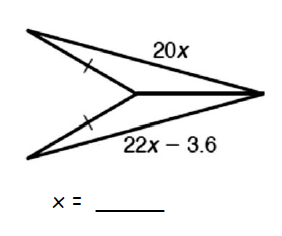 20x
22x – 3.6
x = ______